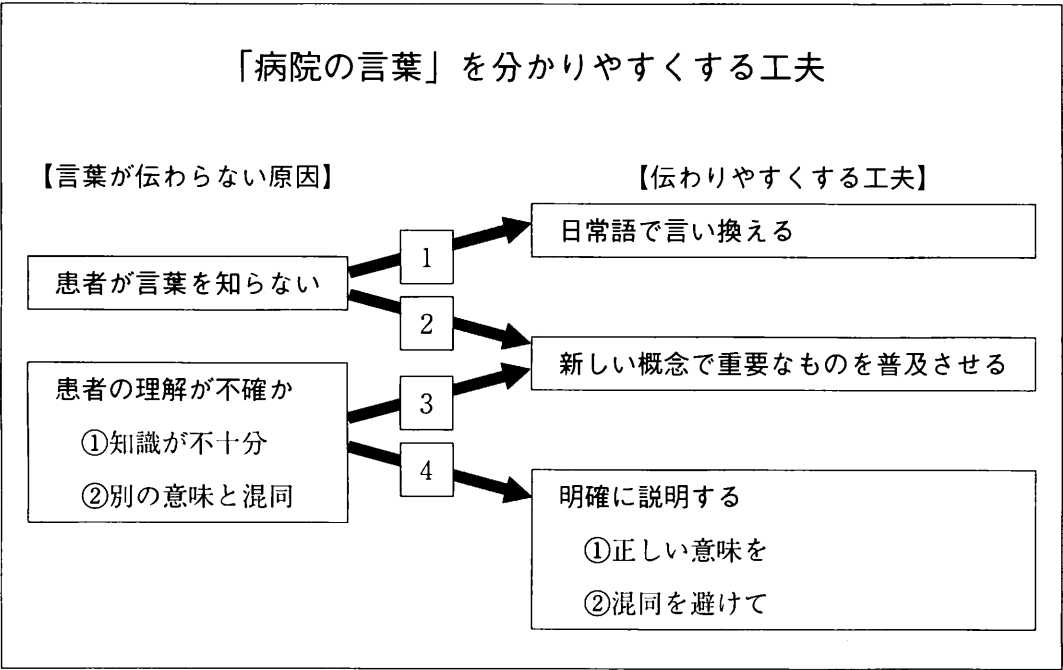 「病院の言葉」を分かりやすくする工夫
【言葉が伝わらない原因】
【伝わりやすくする工夫】
患者が言葉を知らない
患者の理解が不確か
①知識が不十分
②別の意味と混同
1
2
3
4
日常語で言い換える
新しい概念で重要なものを普及させる
明確に説明する
①正しい意味を
②混同を避けて